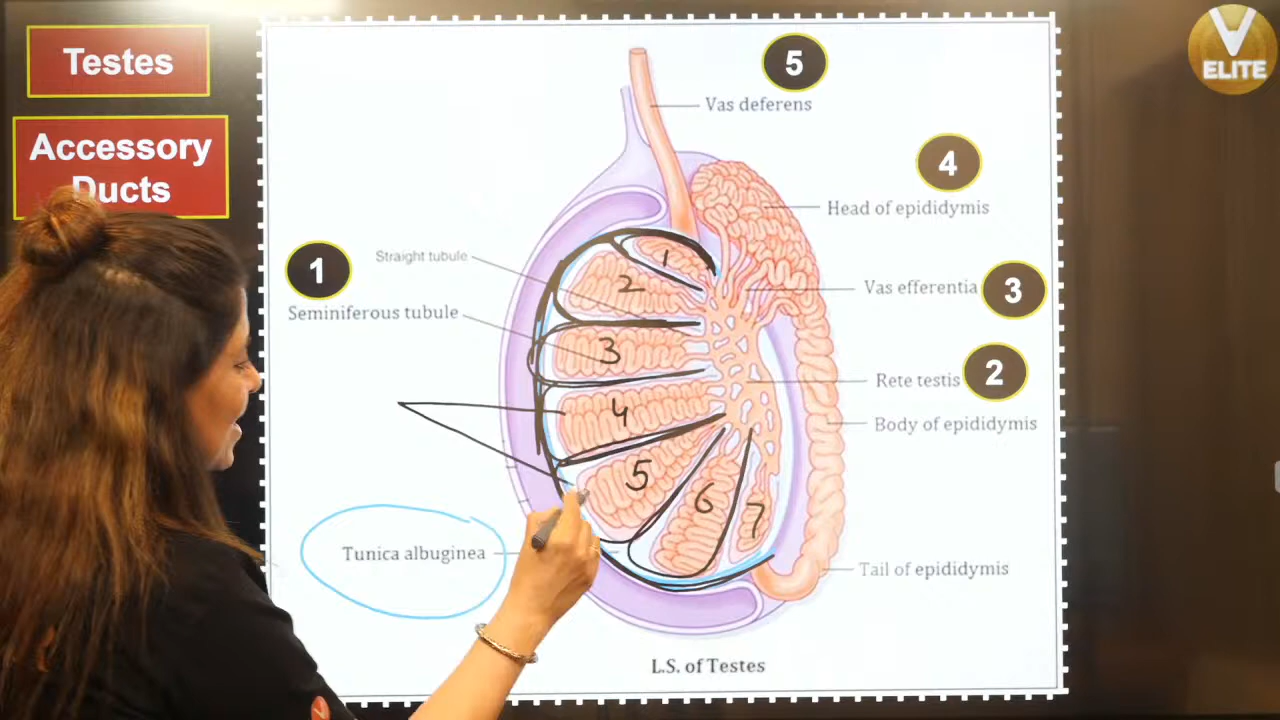 Testes
Accessory
Ducts
V
ELITE
5
Vas deferens
4
Head of epididymis
1
Straight tubule
Seminiferous tubule
Vas efferentia
3
Rete testis
2
Body of epididymis
Tunica albuginea
Tail of epididymis
L.S. of Testes
1
2
3
4
5
6
7